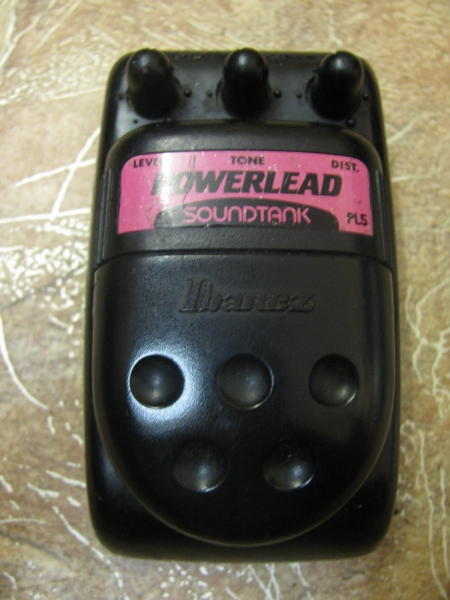 LEVEL TONE DIST.
POWERLEAD
SOUNDTANK PL5
Ibanez